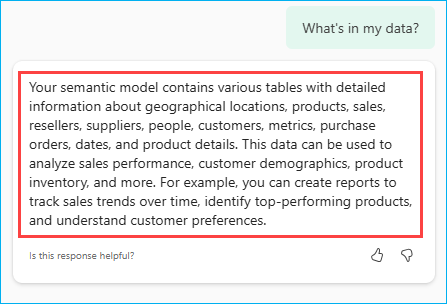 What's in my data?
Your semantic model contains various tables with detailed
information about geographical locations, products, sales,
resellers, suppliers, people, customers, metrics, purchase
orders, dates, and product details. This data can be used to
analyze sales performance, customer demographics, product
inventory, and more. For example, you can create reports to
track sales trends over time, identify top-performing products,
and understand customer preferences.
Is this response helpful?